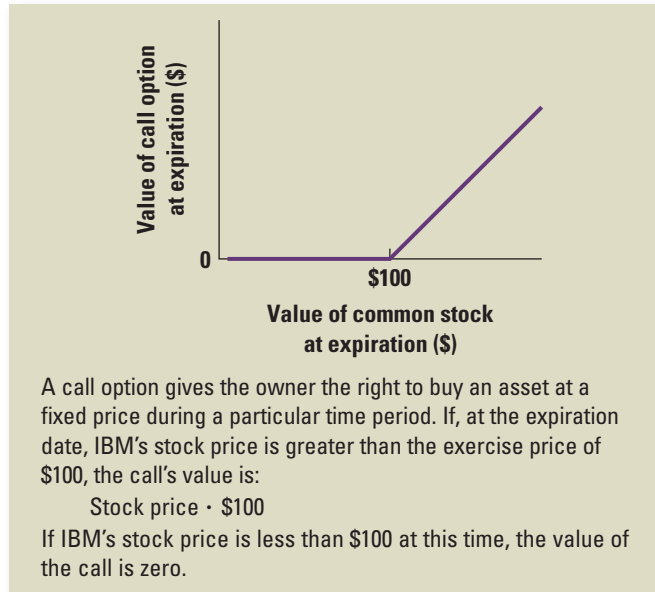 Value of call option
at expiration ($)
0
$100
Value of common stock
at expiration ($)
A call option gives the owner the right to buy an asset at a
fixed price during a particular time period. If, at the expiration
date, IBM’s stock price is greater than the exercise price of
$100, the call’s value is:
Stock price · $100
If IBM’s stock price is less than $100 at this time, the value of
the call is zero.